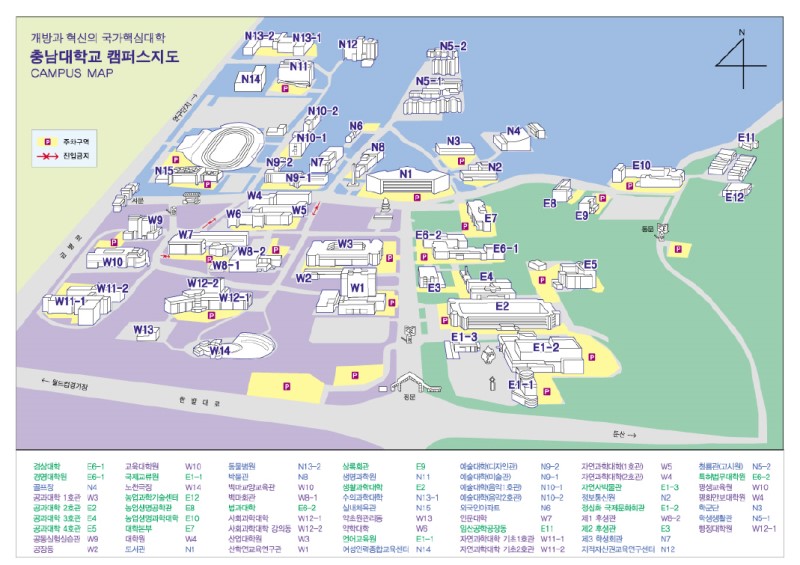 개방과 혁신의 국가핵심대학
충남대학교 캠퍼스지도
CAMPUS MAP
P 주차구역
진입금지
4
연구단지 →
N13-2
N13-1
N12
N5-2
N14
N11
N5-1
N10-2
N10-1
N6
N3
N4
N15
N9-2
N7
N8
N9-1
N1
N2
E11
E10
E12
E8
E9
서문
W4
W5
W6
W9
E7
동문
W7
W3
E6-2
E6-1
W10
W8-2
W8-1
W2
E3
E4
E5
W11-2
W11-1
W12-2
W12-1
W1
E2
W13
W14
E1-3
E1-2
E1-1
← 월드컵경기장
한밭대로
정문
둔산 →
경상대학 E6-1
경영대학원 E6-1
골프장 N4
공과대학 1호관 W3
공과대학 2호관 E2
공과대학 3호관 E4
공과대학 4호관 E5
공동실험실습관 W9
공장동 W2
교육대학원 W10
국제교류원 E1-1
노천극장 W14
농업과학기술센터 E12
농업생명공학관 E8
농업생명과학대학 E10
대학본부 E7
대학원 W4
도서관 N1
동물병원 N13-2
박물관 N8
백마교양교육관 W10
백마회관 W8-1
법과대학 E6-2
사회과학대학 W12-1
사회과학대학 강의동 W12-2
산업대학원 W3
산학연교육연구관 W1
상록회관 E9
생명과학원 N11
생활과학대학 E2
수의과대학 N13-1
실내체육관 N15
약초원관리동 W13
약학대학 W5
언어교육원 E1-1
여성인력종합교육센터 N14
예술대학(디자인관) N9-2
예술대학(미술관) N9-1
예술대학(음악1호관) N10-1
예술대학(음악2호관) N10-2
외국인아파트 N6
인문대학 W7
임산공학공장동 E11
자연과학대학 기초1호관 W11-1
자연과학대학 기초2호관 W11-2
자연과학대학(1호관) W5
자연과학대학(2호관) W4
자연사박물관 E1-3
정보통신원 N2
정심화 국제문화회관 E1-2
제1 후생관 W8-2
제2 후생관 E3
제3 학생회관 N7
지적자산권교육연구센터 N12
청룡관(고시원) N5-2
특허법무대학원 E6-2
평생교육원 W10
평화안보대학원 W4
학군단 N3
학생생활관 N5-1
행정대학원 W12-1